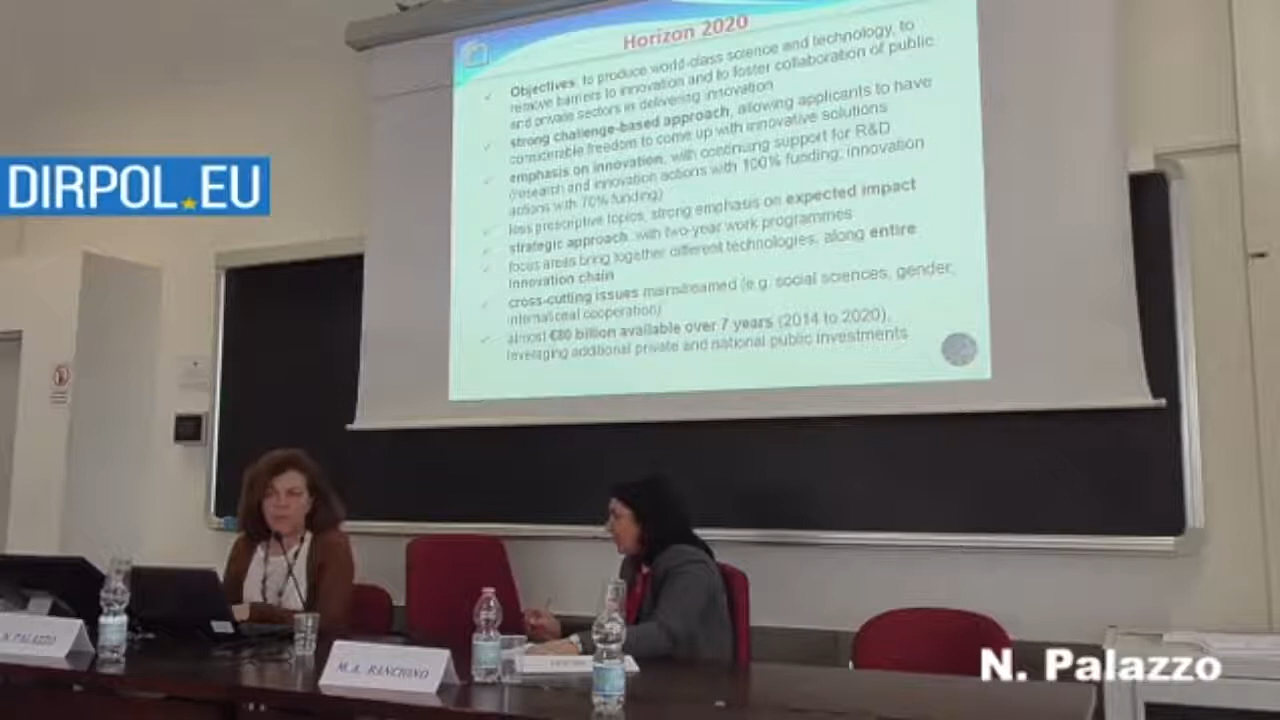 Horizon 2020
Objectives: to produce world-class science and technology, to
remove barriers to innovation and to foster collaboration of public
and private sectors in delivering innovation
strong challenge-based approach, allowing applicants to have
considerable freedom to come up with innovative solutions
emphasis on innovation, with continuing support for R&D
(research and innovation actions with 100% funding; innovation
actions with 70% funding)
less prescriptive topics, strong emphasis on expected impact
strategic approach, with two-year work programmes
focus areas bring together different technologies, along entire
innovation chain
cross-cutting issues mainstreamed (e.g. social sciences, gender,
international cooperation)
almost €80 billion available over 7 years (2014 to 2020),
leveraging additional private and national public investments
DIRPOL.EU
N. PALAZZO
M. A.
N. Palazzo